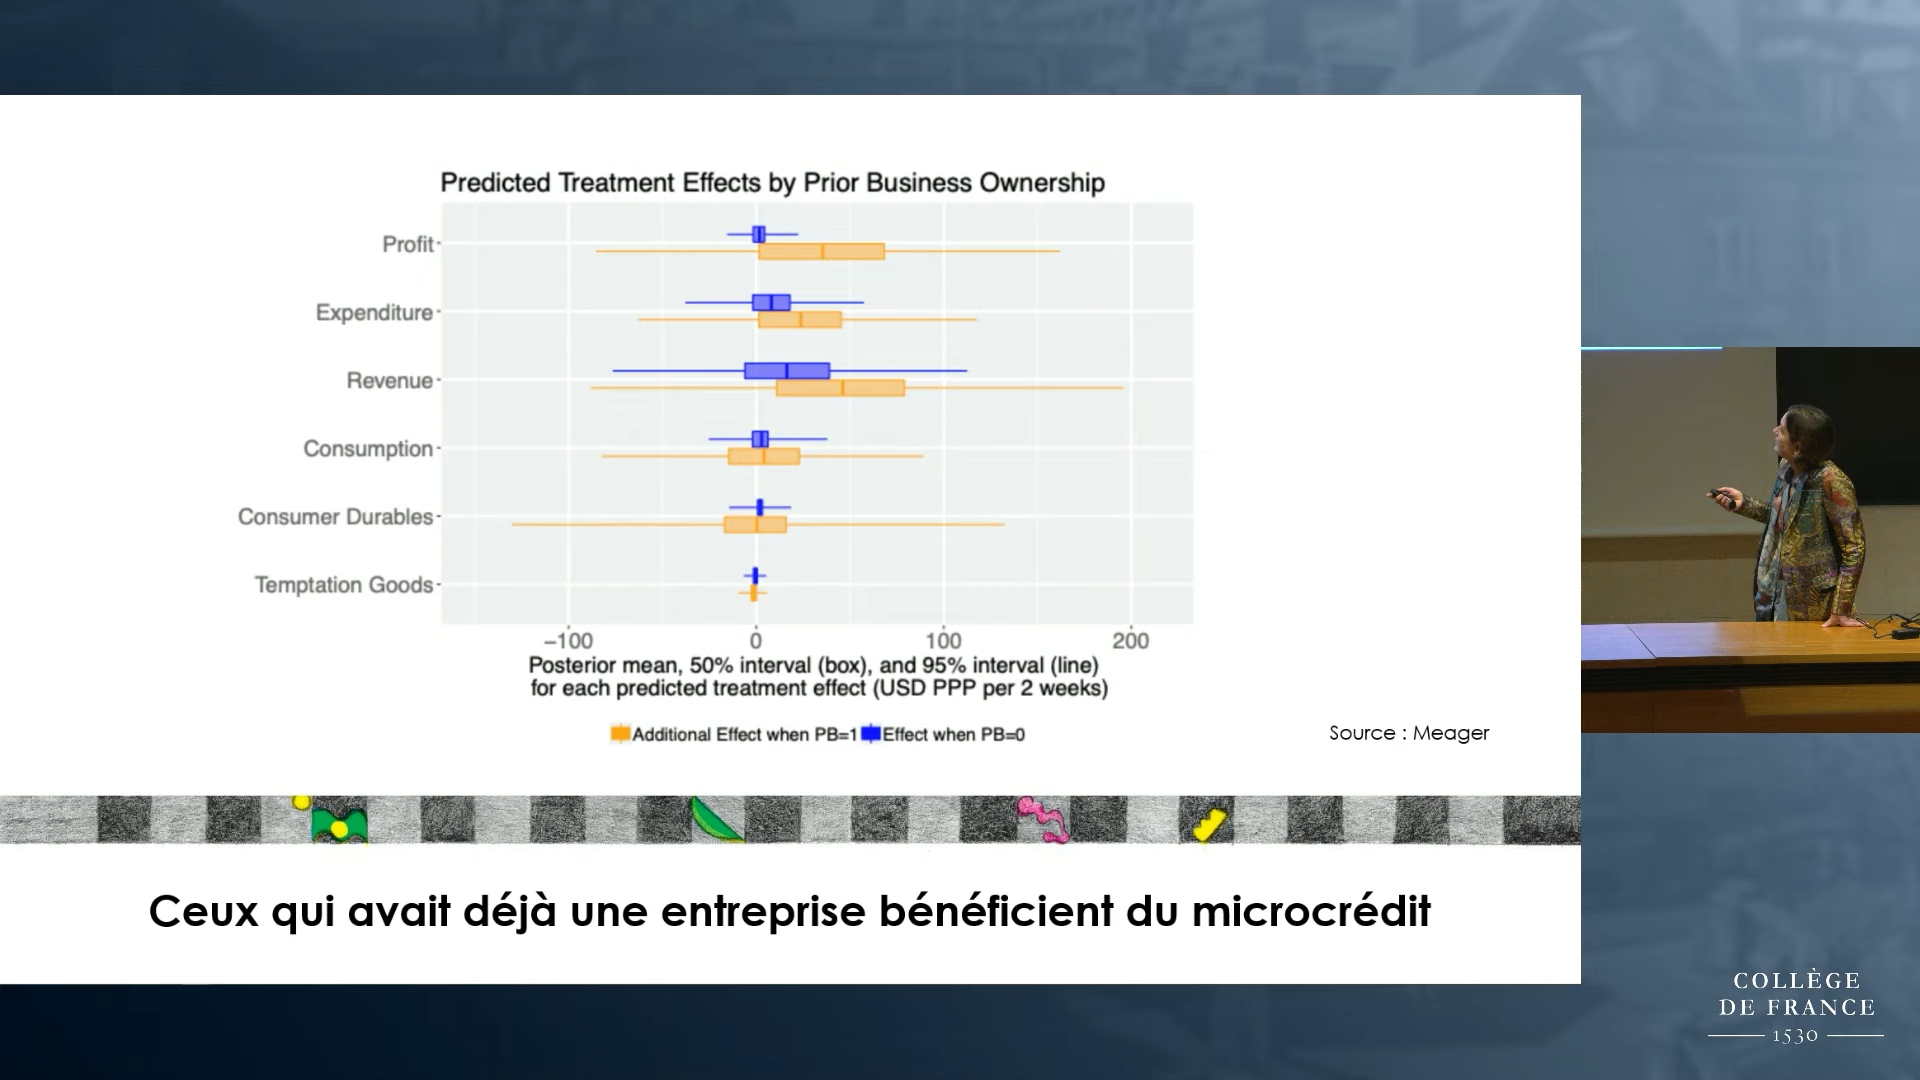 Predicted Treatment Effects by Prior Business Ownership
Profit
Expenditure
Revenue
Consumption
Consumer Durables
Temptation Goods
−100 0 100 200
Posterior mean, 50% interval (box), and 95% interval (line)
for each predicted treatment effect (USD PPP per 2 weeks)
Additional Effect when PB=1 Effect when PB=0
Source : Meager
Ceux qui avait déjà une entreprise bénéficient du microcrédit
COLLÈGE
DE FRANCE
1530